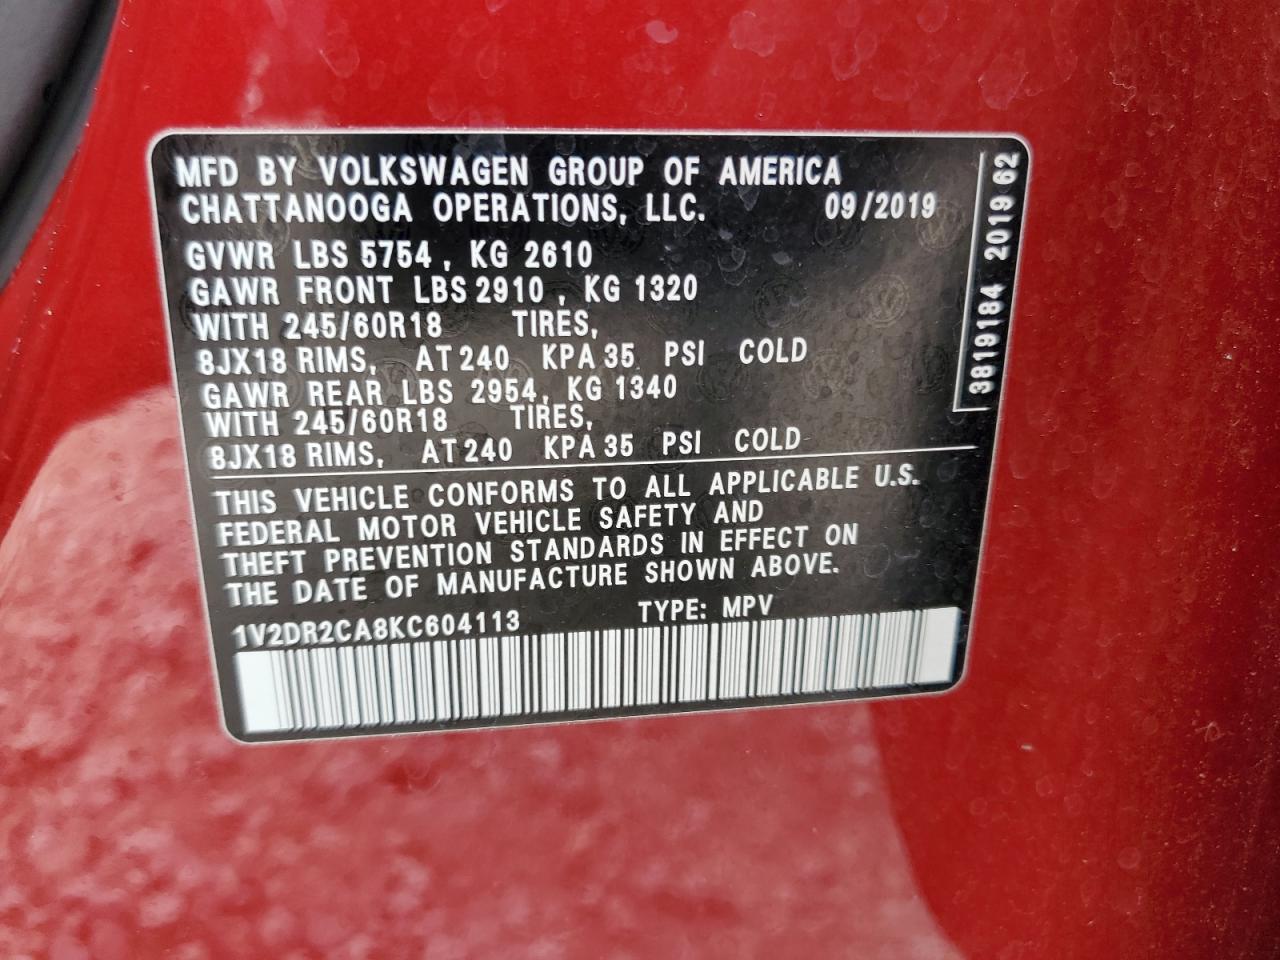 MFD BY VOLKSWAGEN GROUP OF AMERICA
CHATTANOOGA OPERATIONS, LLC. 09/2019
GVWR LBS 5754, KG 2610
GAWR FRONT LBS 2910, KG 1320
WITH 245/60R18 TIRES,
8JX18 RIMS, AT 240 KPA 35 PSI COLD
GAWR REAR LBS 2954, KG 1340
WITH 245/60R18 TIRES,
8JX18 RIMS, AT 240 KPA 35 PSI COLD
THIS VEHICLE CONFORMS TO ALL APPLICABLE U.S.
FEDERAL MOTOR VEHICLE SAFETY AND
THEFT PREVENTION STANDARDS IN EFFECT ON
THE DATE OF MANUFACTURE SHOWN ABOVE.
1V2DR2CA8KC604113 TYPE: MPV
3819184 2019 62